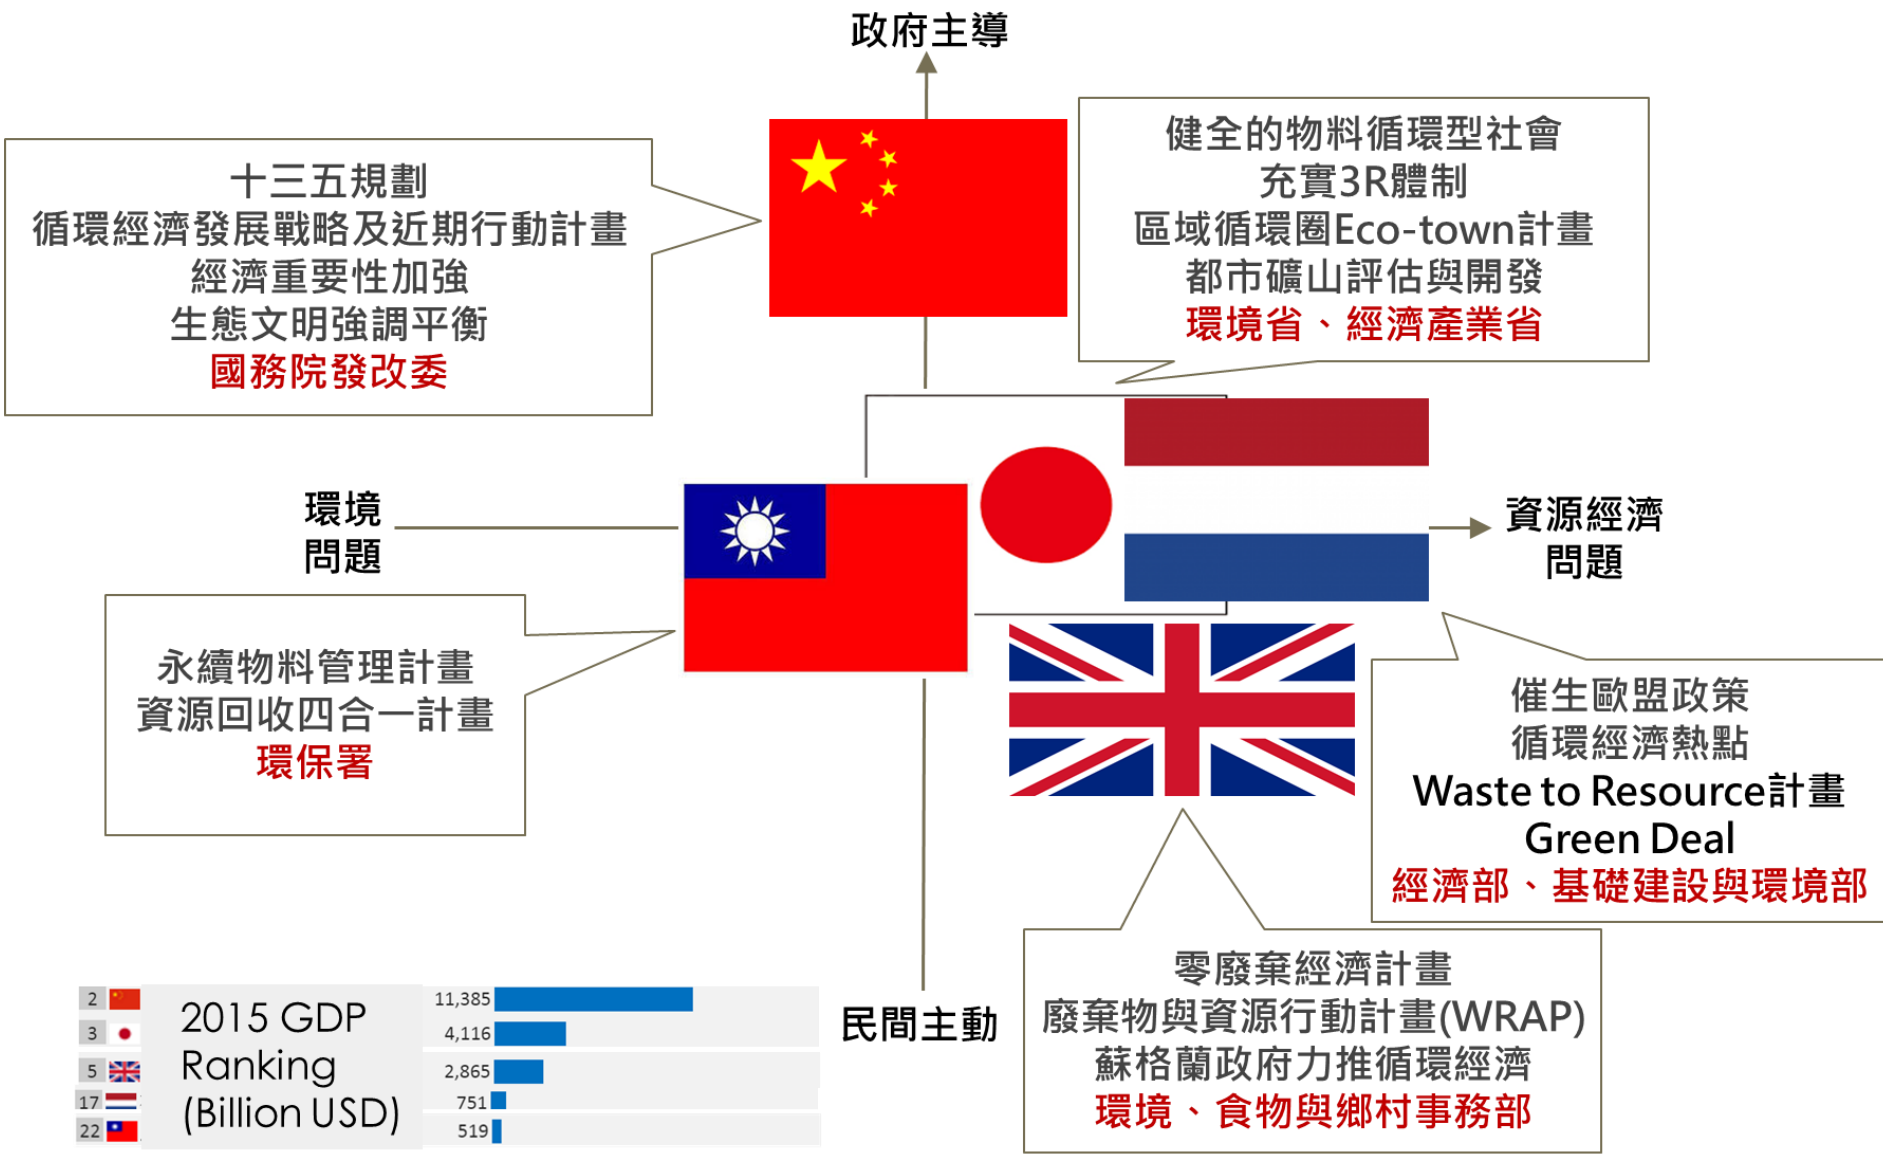 政府主導
十三五規劃
循環經濟發展戰略及近期行動計畫
經濟重要性加強
生態文明強調平衡
國務院發改委
健全的物料循環型社會
充實3R體制
區域循環圈Eco-town計畫
都市礦山評估與開發
環境省、經濟產業省
環境
問題
資源經濟
問題
永續物料管理計畫
資源回收四合一計畫
環保署
催生歐盟政策
循環經濟熱點
Waste to Resource計畫
Green Deal
經濟部、基礎建設與環境部
零廢棄經濟計畫
廢棄物與資源行動計畫(WRAP)
蘇格蘭政府力推循環經濟
環境、食物與鄉村事務部
民間主動
2015 GDP
Ranking
(Billion USD)
2 11,385
3 4,116
5 2,865
17 751
22 519